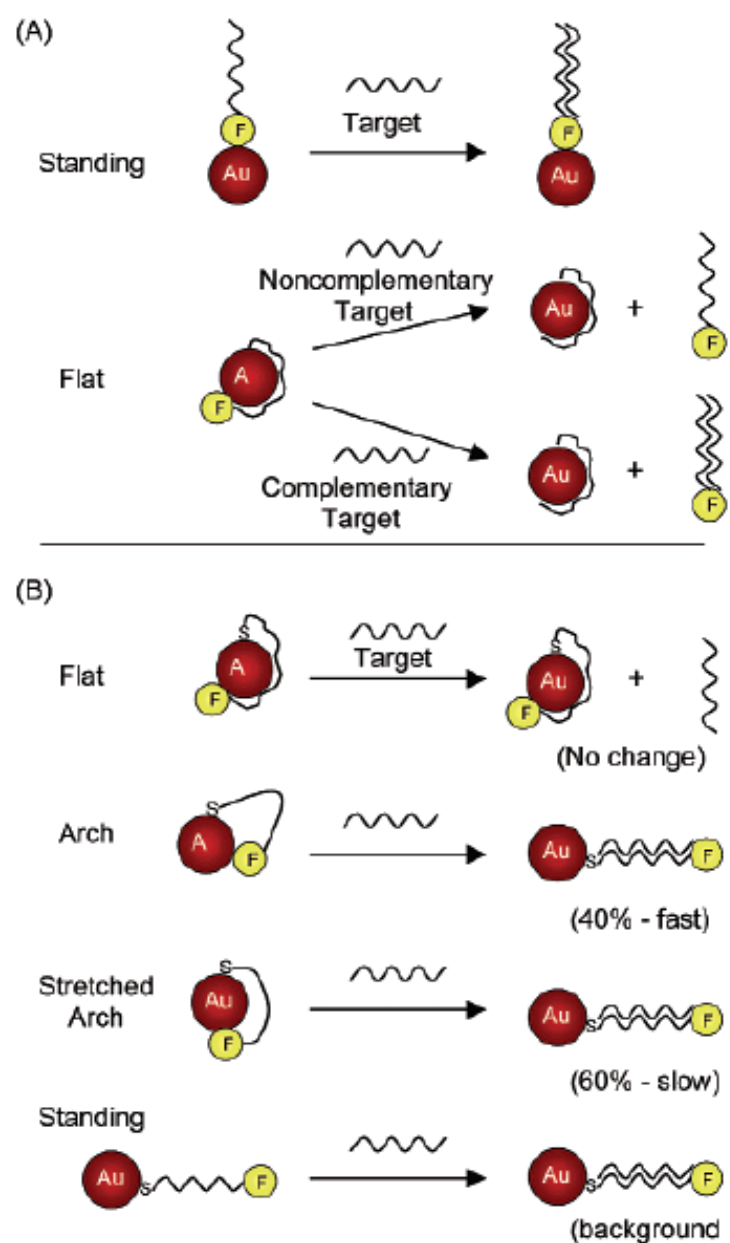 (A)
F
Au
Standing
Target
F
Au
Noncomplementary
Target
Au
+
F
Flat
A
F
Complementary
Target
Au
+
F
(B)
Flat
S
A
F
Target
S
Au
F
+
(No change)
Arch
S
A
F
Au
S
F
(40% - fast)
Stretched
Arch
S
Au
F
Au
S
F
(60% - slow)
Standing
Au
S
F
Au
S
F
(background